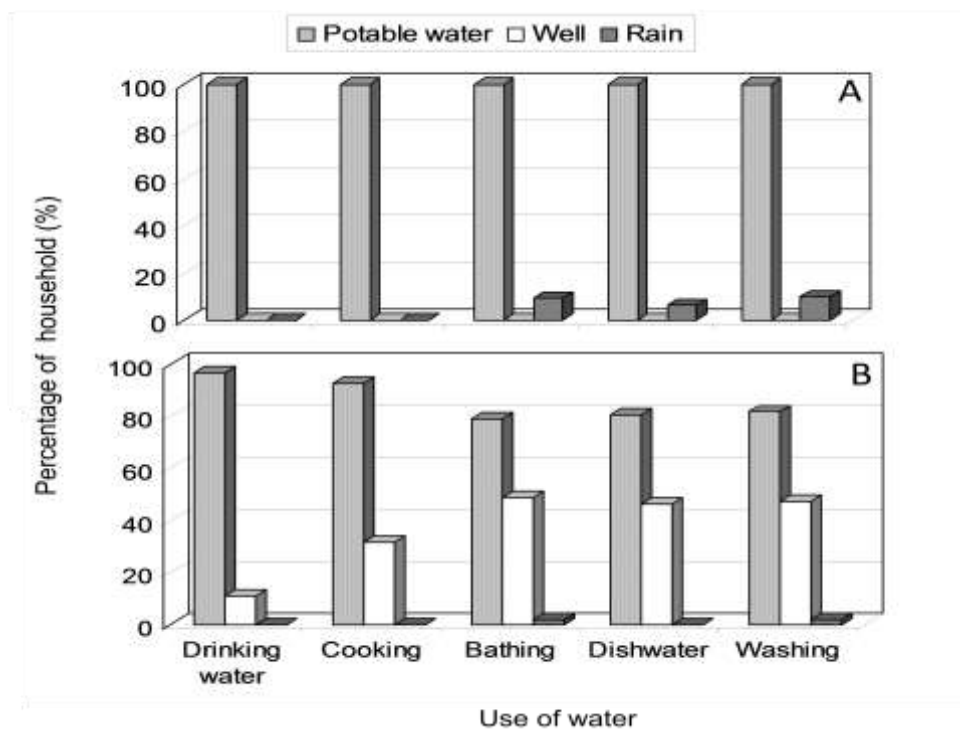 Potable water Well Rain
A
100
80
60
40
20
0
B
100
80
60
40
20
0
Percentage of household (%)
Drinking water Cooking Bathing Dishwater Washing
Use of water